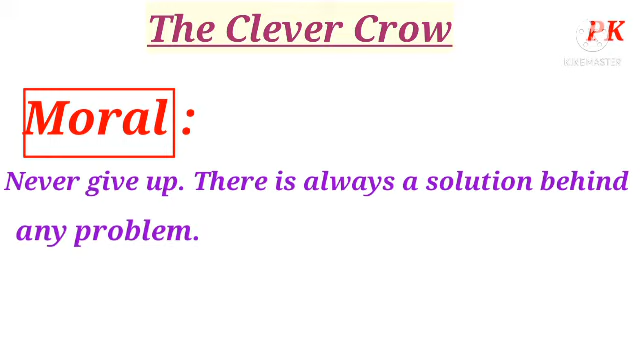 The Clever Crow
PK
KINEMASTER
Moral :
Never give up. There is always a solution behind
any problem.